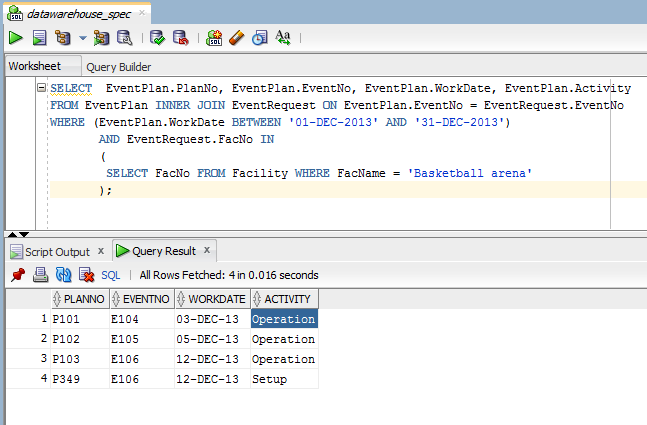 datawarehouse_spec ×
SQL
Aa
Worksheet Query Builder
SELECT EventPlan.PlanNo, EventPlan.EventNo, EventPlan.WorkDate, EventPlan.Activity
FROM EventPlan INNER JOIN EventRequest ON EventPlan.EventNo = EventRequest.EventNo
WHERE (EventPlan.WorkDate BETWEEN '01-DEC-2013' AND '31-DEC-2013')
AND EventRequest.FacNo IN
(
SELECT FacNo FROM Facility WHERE FacName = 'Basketball arena'
);
Script Output x Query Result x
SQL | All Rows Fetched: 4 in 0.016 seconds
PLANNO EVENTNO WORKDATE ACTIVITY
1 P101 E104 03-DEC-13 Operation
2 P102 E105 05-DEC-13 Operation
3 P103 E106 12-DEC-13 Operation
4 P349 E106 12-DEC-13 Setup